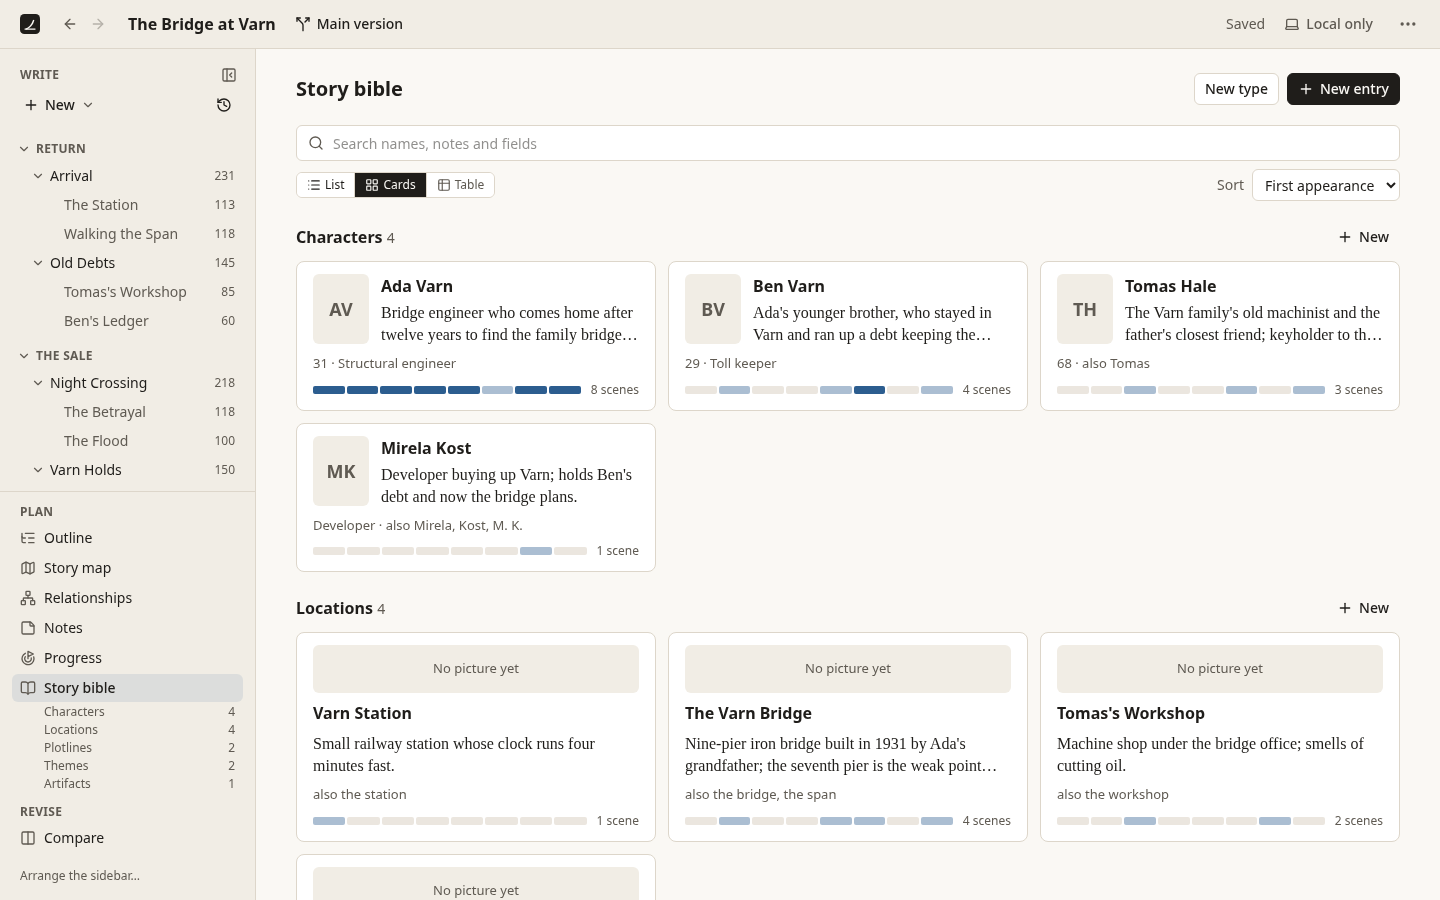 The Bridge at Varn
Main version
Saved
Local only
WRITE
New
RETURN
Arrival 231
The Station 113
Walking the Span 118
Old Debts 145
Tomas's Workshop 85
Ben's Ledger 60
THE SALE
Night Crossing 218
The Betrayal 118
The Flood 100
Varn Holds 150
PLAN
Outline
Story map
Relationships
Notes
Progress
Story bible
Characters 4
Locations 4
Plotlines 2
Themes 2
Artifacts 1
REVISE
Compare
Arrange the sidebar...
Story bible
New type
New entry
Search names, notes and fields
List
Cards
Table
Sort
First appearance
Characters 4
New
AV
Ada Varn
Bridge engineer who comes home after
twelve years to find the family bridge…
31 · Structural engineer
8 scenes
BV
Ben Varn
Ada's younger brother, who stayed in
Varn and ran up a debt keeping the…
29 · Toll keeper
4 scenes
TH
Tomas Hale
The Varn family's old machinist and the
father's closest friend; keyholder to th…
68 · also Tomas
3 scenes
MK
Mirela Kost
Developer buying up Varn; holds Ben's
debt and now the bridge plans.
Developer · also Mirela, Kost, M. K.
1 scene
Locations 4
New
No picture yet
Varn Station
Small railway station whose clock runs four
minutes fast.
also the station
1 scene
No picture yet
The Varn Bridge
Nine-pier iron bridge built in 1931 by Ada's
grandfather; the seventh pier is the weak point…
also the bridge, the span
4 scenes
No picture yet
Tomas's Workshop
Machine shop under the bridge office; smells of
cutting oil.
also the workshop
2 scenes
No picture yet